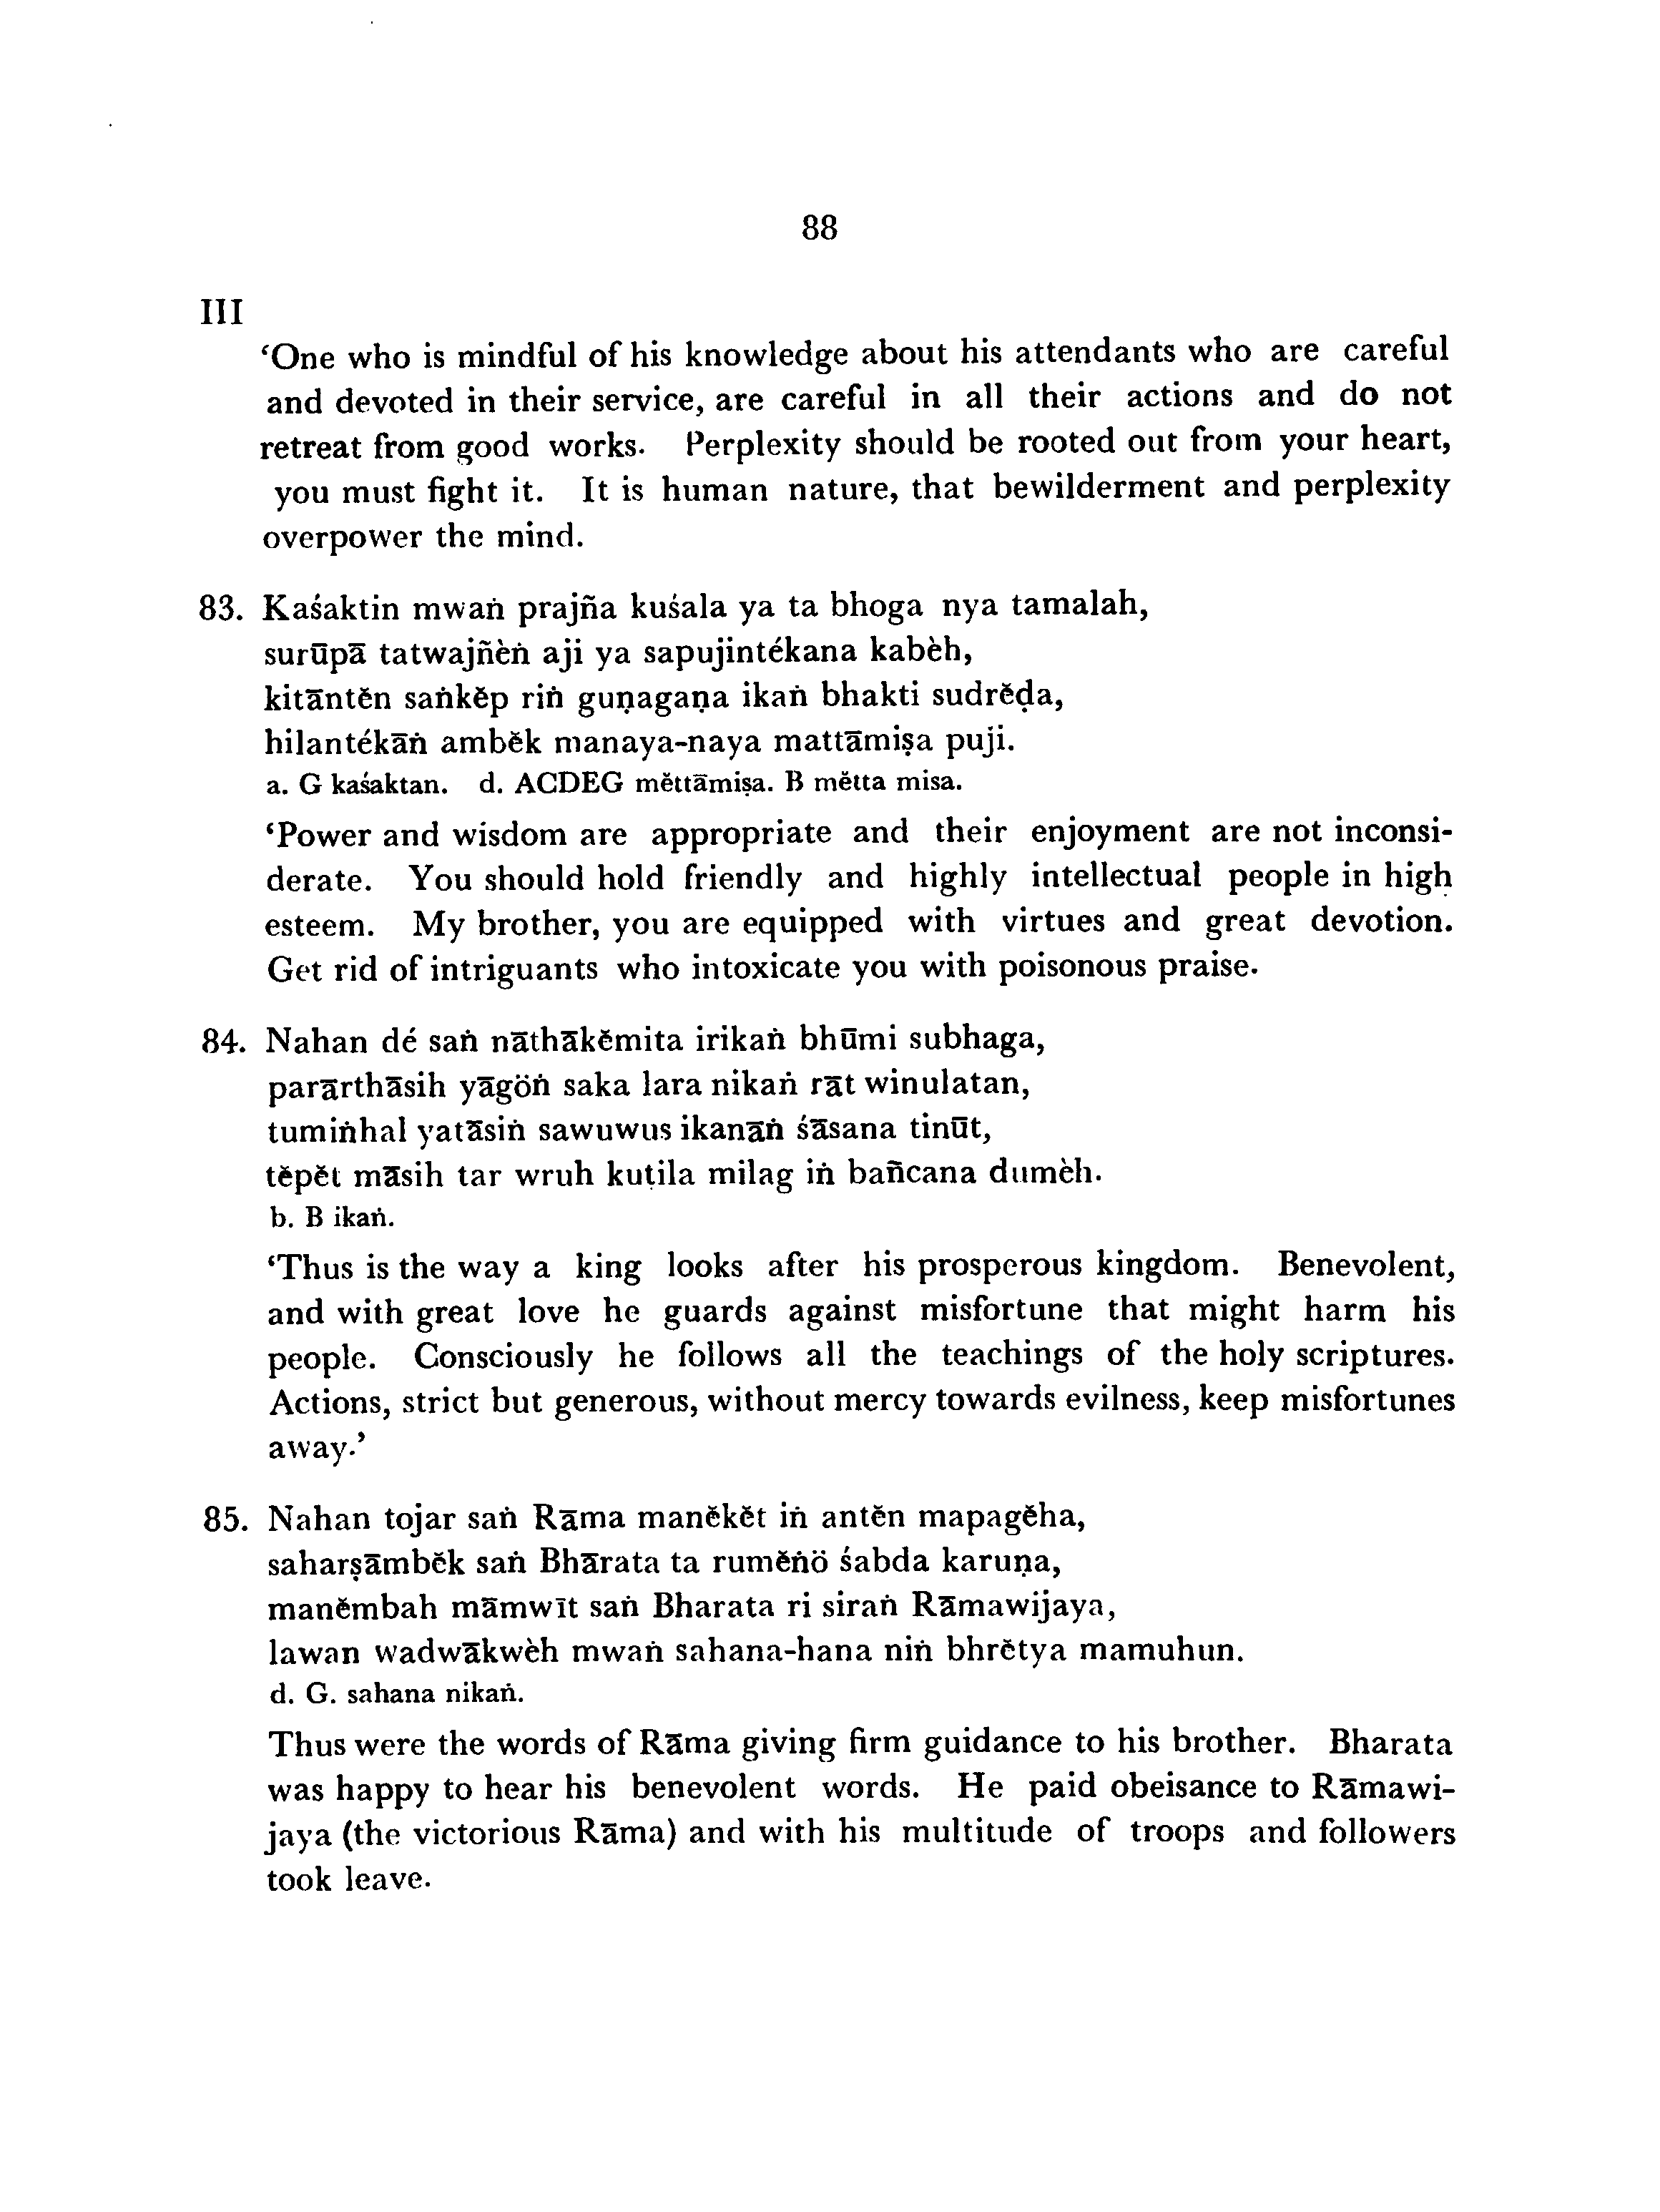 88
III
‘One who is mindful of his knowledge about his attendants who are careful
and devoted in their service, are careful in all their actions and do not
retreat from good works. Perplexity should be rooted out from your heart,
you must fight it. It is human nature, that bewilderment and perplexity
overpower the mind.
83. Kaśaktin mwaṅ prajña kuśala ya ta bhoga nya tamalah,
surūpā tatwajñèṅ aji ya sapujintékana kabèh,
kitāntĕn saṅkĕp riṅ guṇagaṇa ikaṅ bhakti sudrĕḍa,
hilantékāṅ ambĕk manaya-naya mattāmiṣa puji.
a. G kaśaktan. d. ACDEG mĕttāmiṣa. B mĕtta misa.
‘Power and wisdom are appropriate and their enjoyment are not inconsi-
derate. You should hold friendly and highly intellectual people in high
esteem. My brother, you are equipped with virtues and great devotion.
Get rid of intriguants who intoxicate you with poisonous praise.
84. Nahan dé saṅ nāthākĕmita irikaṅ bhūmi subhaga,
parārthāsih yāgöṅ saka lara nikaṅ rāt winulatan,
tumiṅhal yatāsiṅ sawuwus ikanāṅ śāsana tinūt,
tĕpĕt māsih tar wruh kuṭila milag iṅ bañcana dumèh.
b. B ikaṅ.
‘Thus is the way a king looks after his prosperous kingdom. Benevolent,
and with great love he guards against misfortune that might harm his
people. Consciously he follows all the teachings of the holy scriptures.
Actions, strict but generous, without mercy towards evilness, keep misfortunes
away.’
85. Nahan tojar saṅ Rāma manĕkĕt iṅ antĕn mapagĕha,
saharṣāmbĕk saṅ Bhārata ta rumĕṅö śabda karuṇa,
manĕmbah māmwīt saṅ Bharata ri siraṅ Rāmawijaya,
lawan wadwākwèh mwaṅ sahana-hana niṅ bhrĕtya mamuhun.
d. G. sahana nikaṅ.
Thus were the words of Rāma giving firm guidance to his brother. Bharata
was happy to hear his benevolent words. He paid obeisance to Rāmawi-
jaya (the victorious Rāma) and with his multitude of troops and followers
took leave.